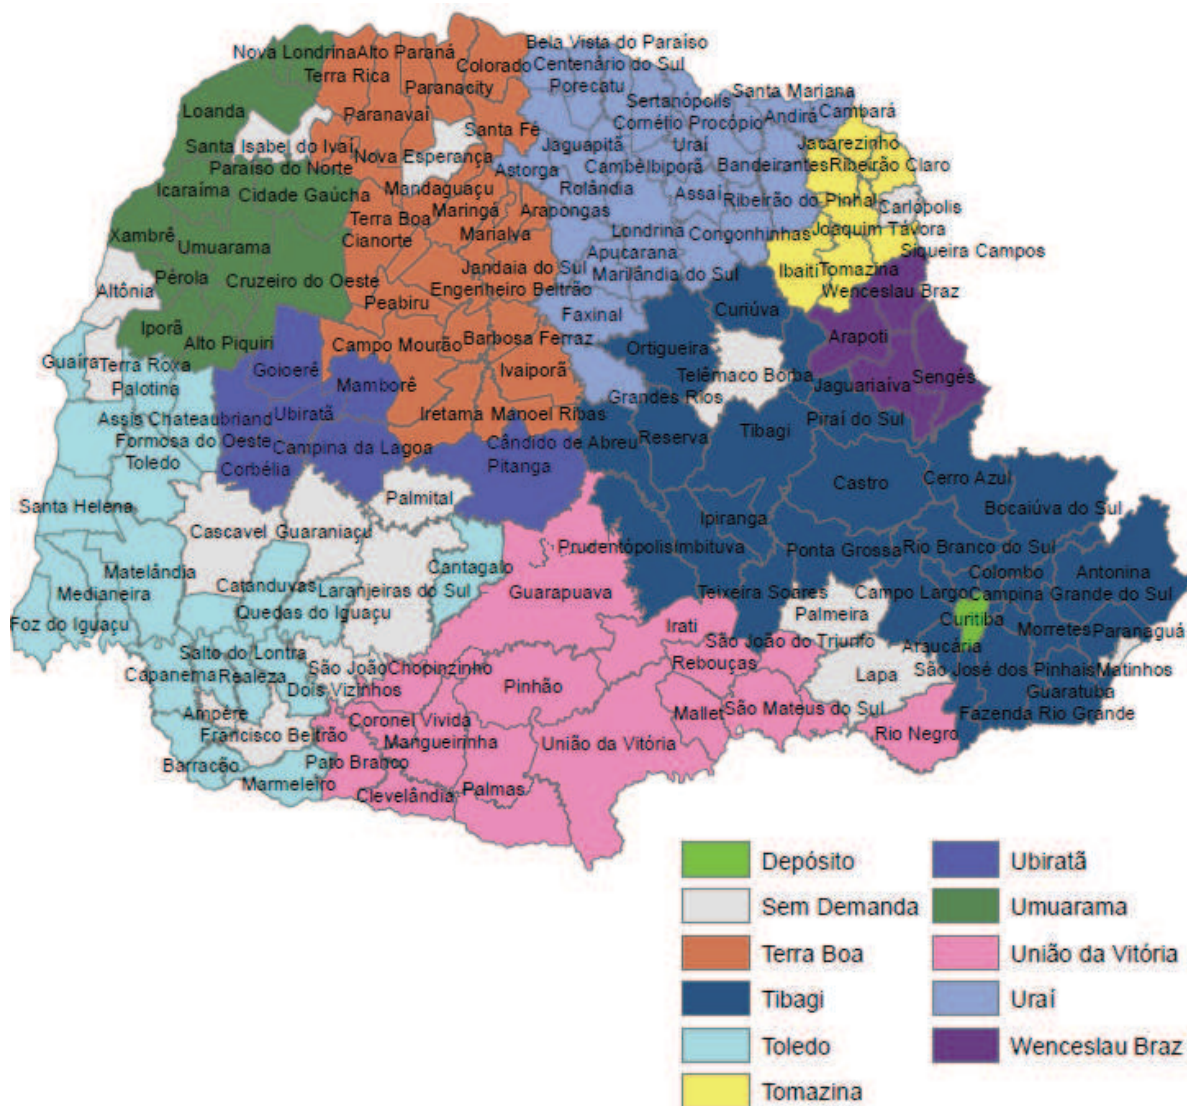 Nova Londrina
Alto Paraná
Bela Vista do Paraíso
Terra Rica
Colorado
Centenário do Sul
Paranacity
Porecatu
Santa Mariana
Loanda
Sertanópolis
Paranavaí
Cornélio Procópio
Andirá
Cambará
Santa Fé
Santa Isabel do Ivaí
Jaguapitã
Uraí
Jacarezinho
Nova Esperança
Paraíso do Norte
Astorga
Cambé
Ibiporã
Bandeirantes
Ribeirão Claro
Icaraíma
Cidade Gaúcha
Mandaguaçu
Rolândia
Assaí
Ribeirão do Pinhal
Carlópolis
Terra Boa
Maringá
Arapongas
Xambrê
Umuarama
Cianorte
Marialva
Londrina
Congonhinhas
Joaquim Távora
Apucarana
Siqueira Campos
Pérola
Cruzeiro do Oeste
Jandaia do Sul
Marilândia do Sul
Ibaiti
Tomazina
Altônia
Engenheiro Beltrão
Wenceslau Braz
Peabiru
Faxinal
Curiúva
Iporã
Alto Piquiri
Campo Mourão
Barbosa Ferraz
Ortigueira
Arapoti
Guaíra
Terra Roxa
Goioerê
Ivaiporã
Telêmaco Borba
Palotina
Mamborê
Grandes Rios
Jaguariaíva
Sengés
Assis Chateaubriand
Ubiratã
Iretama
Manoel Ribas
Piraí do Sul
Formosa do Oeste
Campina da Lagoa
Cândido de Abreu
Reserva
Tibagi
Toledo
Corbélia
Pitanga
Santa Helena
Palmital
Castro
Cerro Azul
Cascavel
Guaraniaçu
Ipiranga
Bocaiúva do Sul
Prudentópolis
Imbituva
Ponta Grossa
Rio Branco do Sul
Matelândia
Cantagalo
Colombo
Antonina
Medianeira
Catanduvas
Laranjeiras do Sul
Guarapuava
Teixeira Soares
Campo Largo
Campina Grande do Sul
Foz do Iguaçu
Quedas do Iguaçu
Palmeira
Curitiba
Irati
Morretes
Paranaguá
Salto do Lontra
São João do Triunfo
Araucária
Capanema
Realeza
São João
Chopinzinho
Rebouças
Lapa
São José dos Pinhais
Matinhos
Dois Vizinhos
Pinhão
Guaratuba
Ampère
Coronel Vivida
Mallet
São Mateus do Sul
Fazenda Rio Grande
Francisco Beltrão
Mangueirinha
União da Vitória
Rio Negro
Barracão
Pato Branco
Marmeleiro
Clevelândia
Palmas
Depósito
Sem Demanda
Terra Boa
Tibagi
Toledo
Tomazina
Ubiratã
Umuarama
União da Vitória
Uraí
Wenceslau Braz